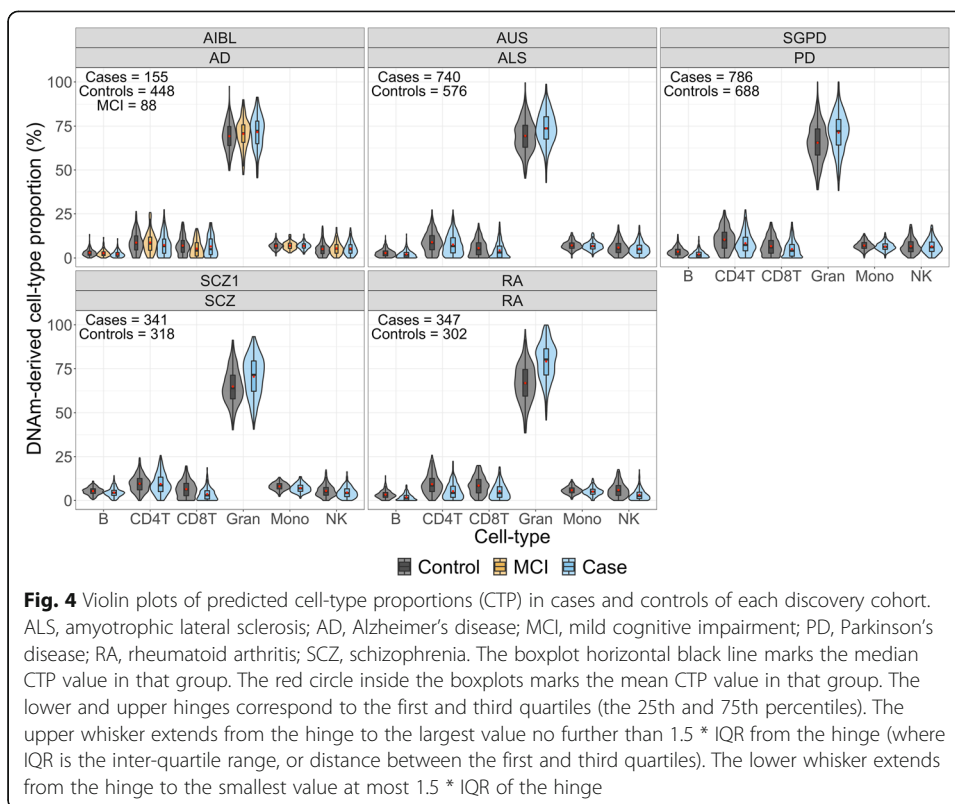 AIBL
AD
Cases = 155
Controls = 448
MCI = 88
AUS
ALS
Cases = 740
Controls = 576
SGPD
PD
Cases = 786
Controls = 688
100
75
50
25
0
B CD4T CD8T Gran Mono NK
SCZ1
SCZ
Cases = 341
Controls = 318
RA
RA
Cases = 347
Controls = 302
100
75
50
25
0
B CD4T CD8T Gran Mono NK
B CD4T CD8T Gran Mono NK
DNAm-derived cell-type proportion (%)
Cell-type
Control MCI Case
Fig. 4 Violin plots of predicted cell-type proportions (CTP) in cases and controls of each discovery cohort.
ALS, amyotrophic lateral sclerosis; AD, Alzheimer's disease; MCI, mild cognitive impairment; PD, Parkinson's
disease; RA, rheumatoid arthritis; SCZ, schizophrenia. The boxplot horizontal black line marks the median
CTP value in that group. The red circle inside the boxplots marks the mean CTP value in that group. The
lower and upper hinges correspond to the first and third quartiles (the 25th and 75th percentiles). The
upper whisker extends from the hinge to the largest value no further than 1.5 * IQR from the hinge (where
IQR is the inter-quartile range, or distance between the first and third quartiles). The lower whisker extends
from the hinge to the smallest value at most 1.5 * IQR of the hinge